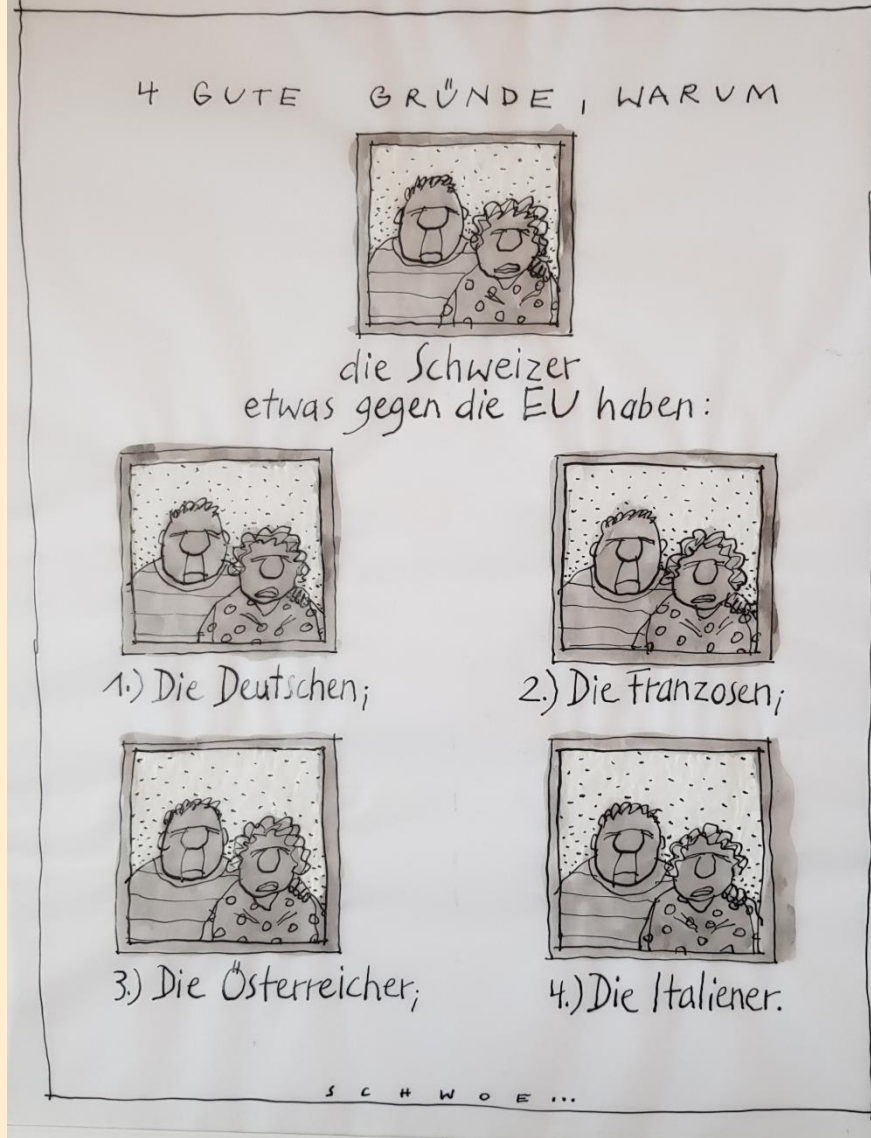 4 GUTE GRÜNDE, WARUM
die Schweizer
etwas gegen die EU haben:
1.) Die Deutschen;
2.) Die Franzosen;
3.) Die Österreicher;
4.) Die Italiener.
SCHWOE...